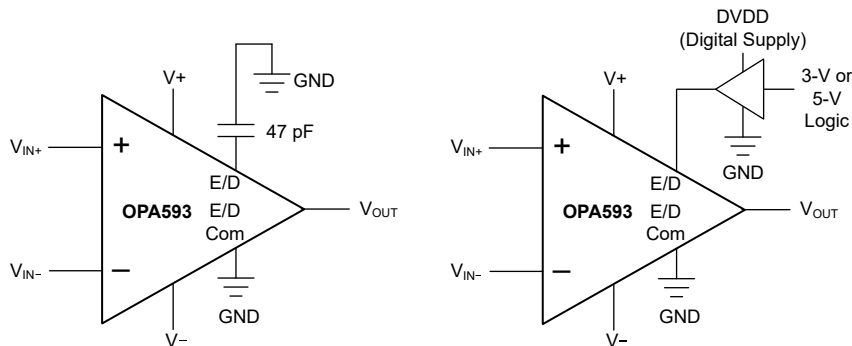 V+
GND
47 pF
VIN+
+
E/D
OPA593
E/D
Com
VOUT
VIN−
−
GND
V−
DVDD
(Digital Supply)
3-V or
5-V
Logic
V+
GND
VIN+
+
E/D
OPA593
E/D
Com
VOUT
VIN−
−
GND
V−